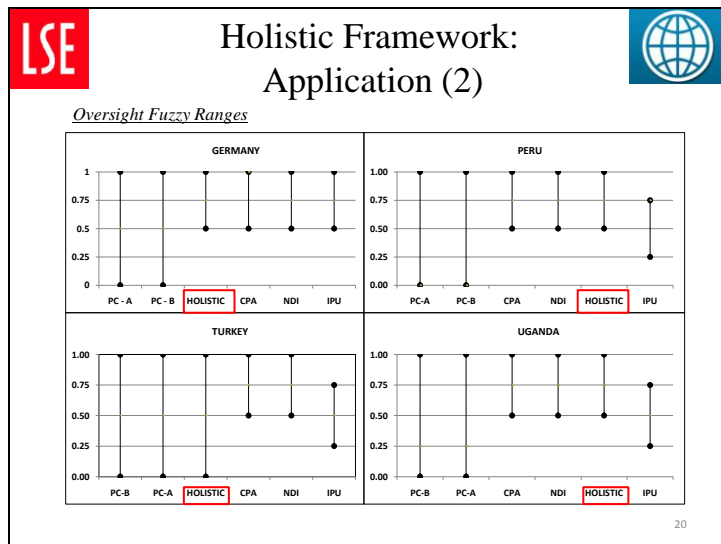 LSE
Holistic Framework:
Application (2)
Oversight Fuzzy Ranges
GERMANY
1
0.75
0.5
0.25
0
PC - A PC - B HOLISTIC CPA NDI IPU
PERU
1.00
0.75
0.50
0.25
0.00
PC-A PC-B CPA NDI HOLISTIC IPU
TURKEY
1.00
0.75
0.50
0.25
0.00
PC-B PC-A HOLISTIC CPA NDI IPU
UGANDA
1.00
0.75
0.50
0.25
0.00
PC-B PC-A CPA NDI HOLISTIC IPU
20